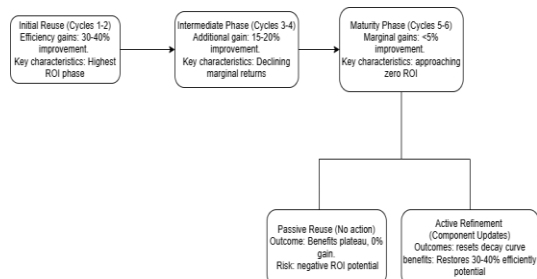 Initial Reuse (Cycles 1-2)
Efficiency gains: 30-40%
improvement.
Key characteristics: Highest
ROI phase
Intermediate Phase (Cycles 3-4)
Additional gain: 15-20%
improvement.
Key characteristics: Declining
marginal returns
Maturity Phase (Cycles 5-6)
Marginal gains: <5%
improvement.
Key characteristics: approaching
zero ROI
Passive Reuse (No action)
Outcome: Benefits plateau, 0%
gain.
Risk: negative ROI potential
Active Refinement
(Component Updates)
Outcomes: resets decay curve
benefits: Restores 30-40% efficiently
potential